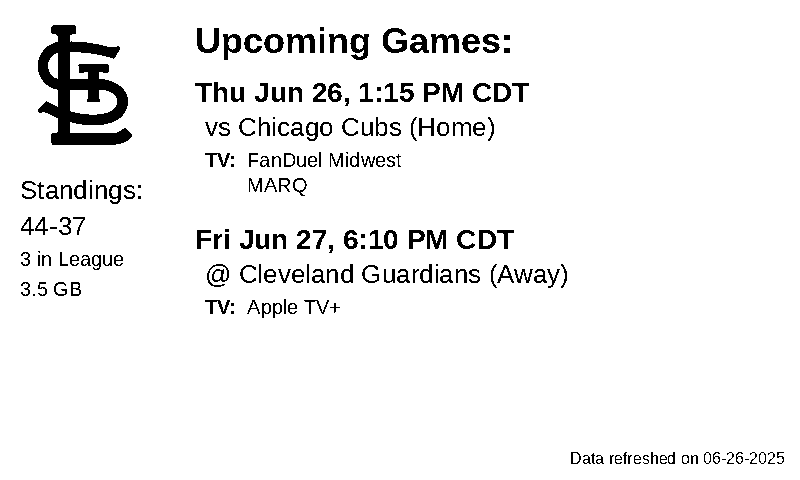 STL
Standings:
44-37
3 in League
3.5 GB
Upcoming Games:
Thu Jun 26, 1:15 PM CDT
vs Chicago Cubs (Home)
TV: FanDuel Midwest
MARQ
Fri Jun 27, 6:10 PM CDT
@ Cleveland Guardians (Away)
TV: Apple TV+
Data refreshed on 06-26-2025